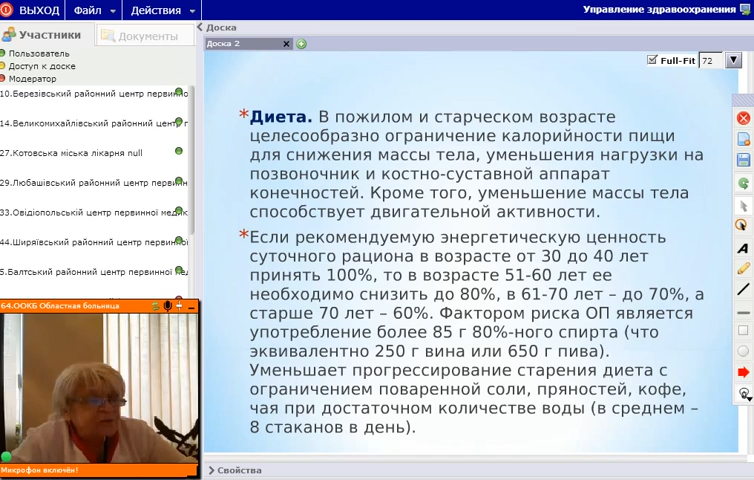 ВЫХОД Файл Действия Управление здравоохранения
Участники Документы
Пользователь
Доступ к доске
Модератор
10.Березівський районний центр первинно
14.Великомихайлівський районний цент
27.Котовська міська лікарня null
29.Любашівський районний центр первинн
33.Овідіопольській центр первинної медик
44.Ширяївський районний центр первинної
5.Балтський районний центр первинної
64.ООКБ Областная больница
Микрофон включён!
Доска
Доска 2
Full-Fit 72
*Диета. В пожилом и старческом возрасте
целесообразно ограничение калорийности пищи
для снижения массы тела, уменьшения нагрузки на
позвоночник и костно-суставной аппарат
конечностей. Кроме того, уменьшение массы тела
способствует двигательной активности.
*Если рекомендуемую энергетическую ценность
суточного рациона в возрасте от 30 до 40 лет
принять 100%, то в возрасте 51-60 лет ее
необходимо снизить до 80%, в 61-70 лет – до 70%, а
старше 70 лет – 60%. Фактором риска ОП является
употребление более 85 г 80%-ного спирта (что
эквивалентно 250 г вина или 650 г пива).
Уменьшает прогрессирование старения диета с
ограничением поваренной соли, пряностей, кофе,
чая при достаточном количестве воды (в среднем –
8 стаканов в день).
Свойства